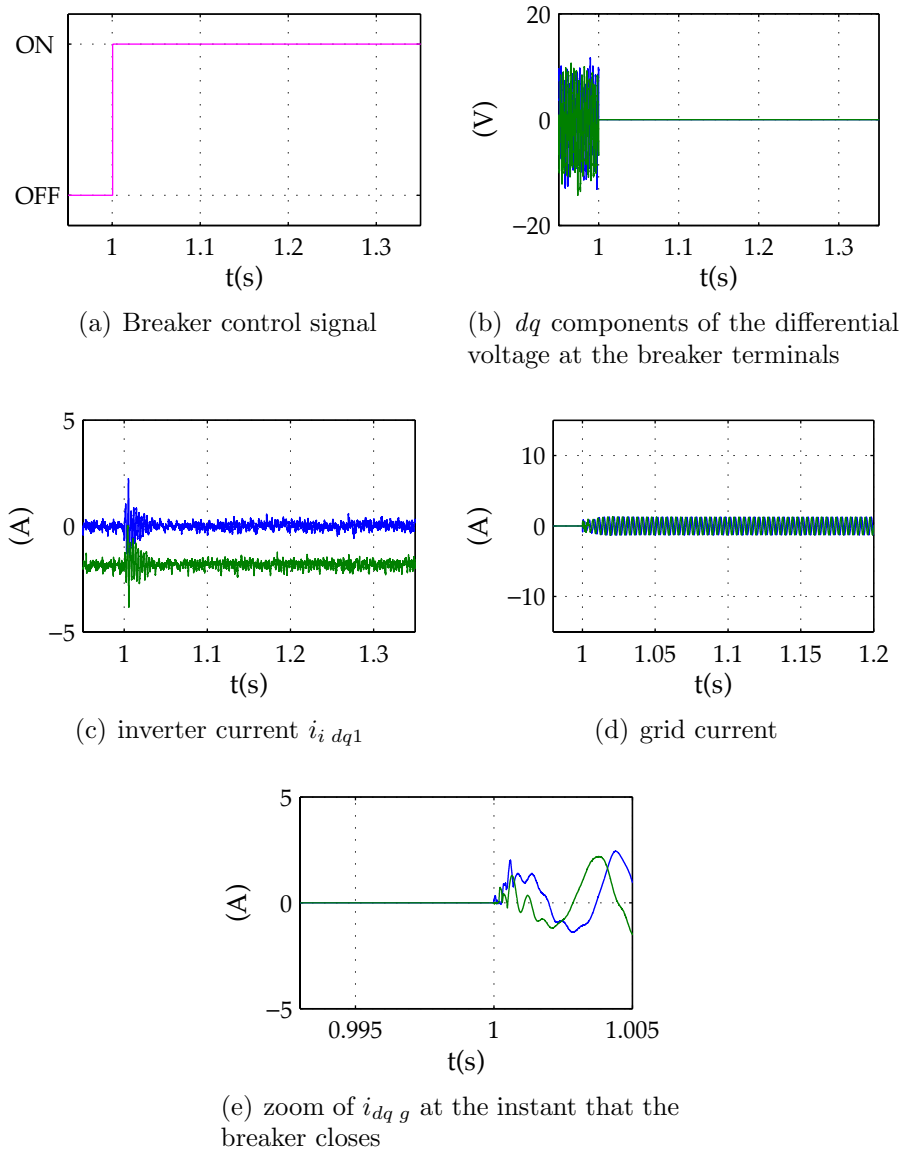 ON
OFF
1 1.1 1.2 1.3
t(s)
(a) Breaker control signal
20
0
−20
(V)
1 1.1 1.2 1.3
t(s)
(b) dq components of the differential
voltage at the breaker terminals
5
0
−5
(A)
1 1.1 1.2 1.3
t(s)
(c) inverter current i_{i dq1}
10
0
−10
(A)
1 1.05 1.1 1.15 1.2
t(s)
(d) grid current
5
0
−5
(A)
0.995 1 1.005
t(s)
(e) zoom of i_{dq g} at the instant that the
breaker closes